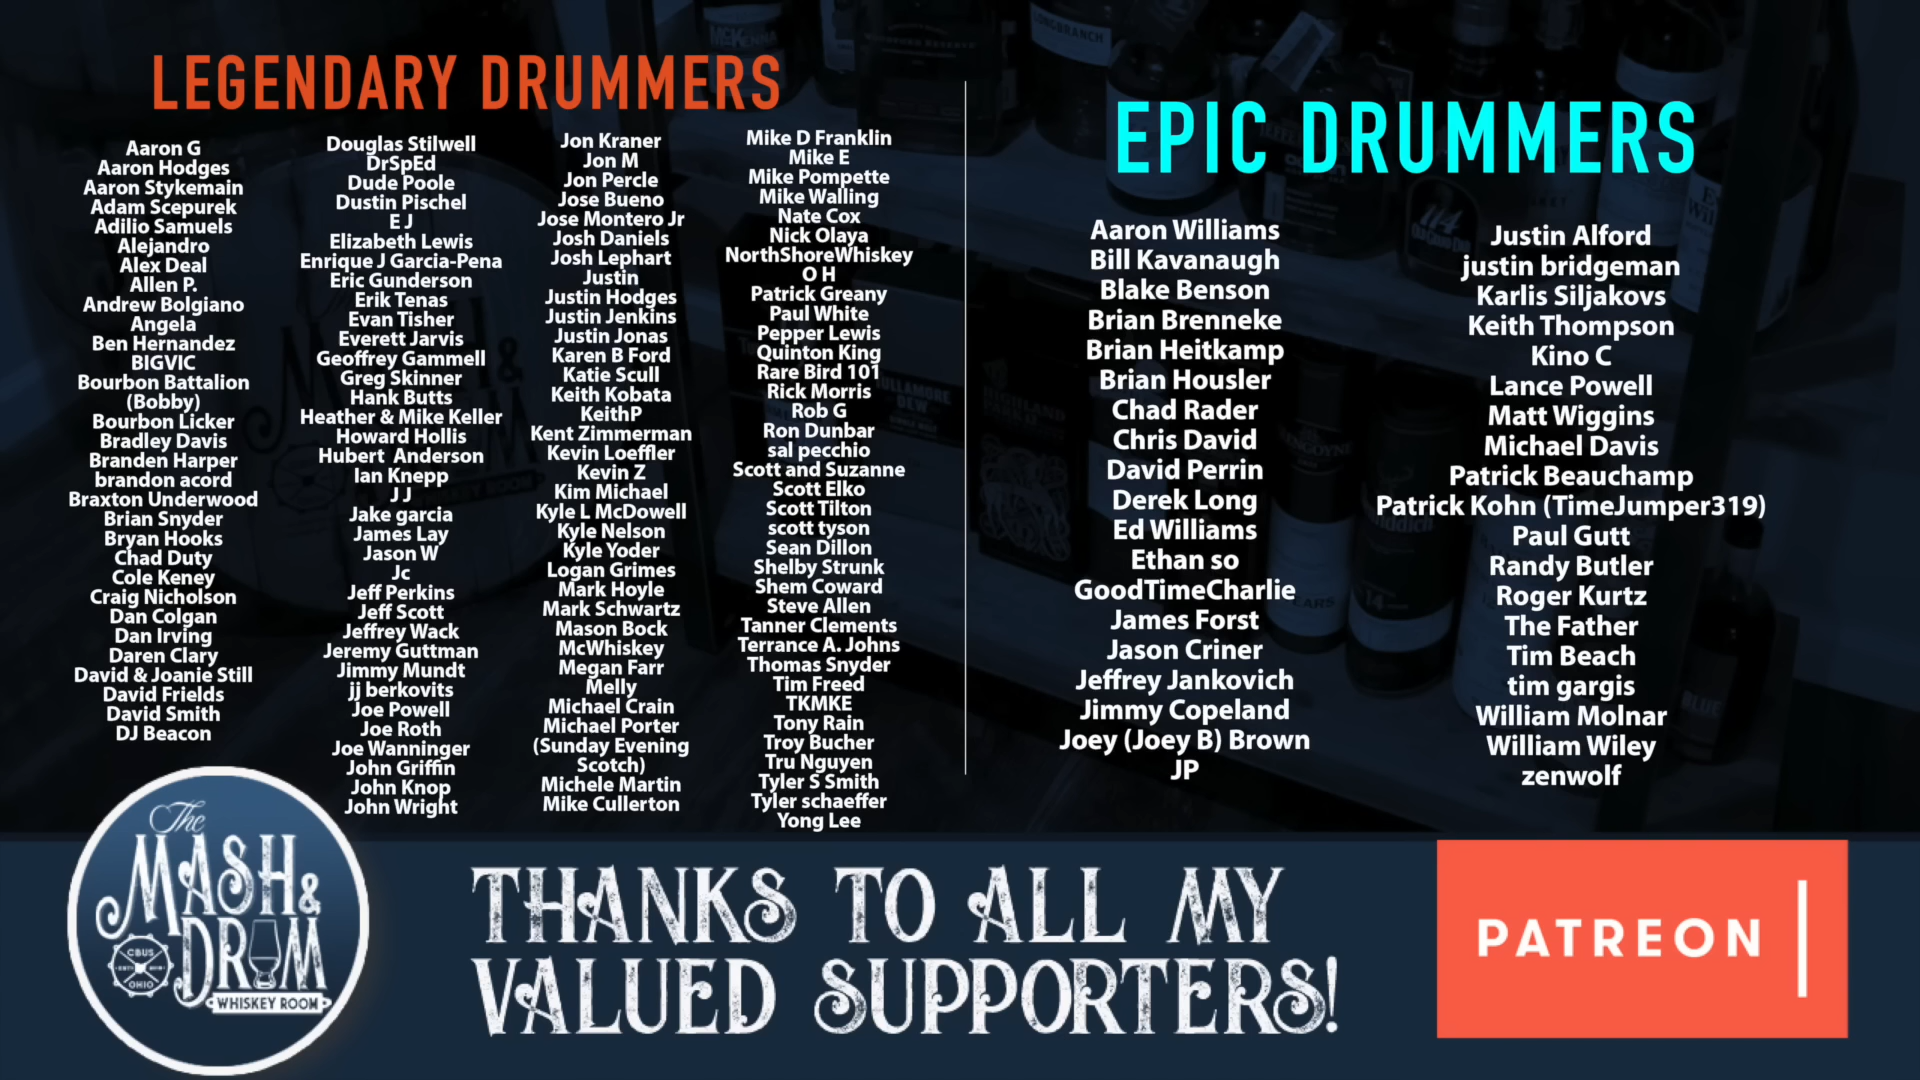 LEGENDARY DRUMMERS
Aaron G
Aaron Hodges
Aaron Stykemain
Adam Scepurek
Adilio Samuels
Alejandro
Alex Deal
Allen P.
Andrew Bolgiano
Angela
Ben Hernandez
BIGVIC
Bourbon Battalion
(Bobby)
Bourbon Licker
Bradley Davis
Branden Harper
brandon acord
Braxton Underwood
Brian Snyder
Bryan Hooks
Chad Duty
Cole Keney
Craig Nicholson
Dan Colgan
Dan Irving
Daren Clary
David & Joanie Still
David Frields
David Smith
DJ Beacon
Douglas Stilwell
DrSpEd
Dude Poole
Dustin Pischel
E J
Elizabeth Lewis
Enrique J Garcia-Pena
Eric Gunderson
Erik Tenas
Evan Tisher
Everett Jarvis
Geoffrey Gammell
Greg Skinner
Hank Butts
Heather & Mike Keller
Howard Hollis
Hubert  Anderson
Ian Knepp
J J
Jake garcia
James Lay
Jason W
Jc
Jeff Perkins
Jeff Scott
Jeffrey Wack
Jeremy Guttman
Jimmy Mundt
jj berkovits
Joe Powell
Joe Roth
Joe Wanninger
John Griffin
John Knop
John Wright
Jon Kraner
Jon M
Jon Percle
Jose Bueno
Jose Montero Jr
Josh Daniels
Josh Lephart
Justin
Justin Hodges
Justin Jenkins
Justin Jonas
Karen B Ford
Katie Scull
Keith Kobata
KeithP
Kent Zimmerman
Kevin Loeffler
Kevin Z
Kim Michael
Kyle L McDowell
Kyle Nelson
Kyle Yoder
Logan Grimes
Mark Hoyle
Mark Schwartz
Mason Bock
McWhiskey
Megan Farr
Melly
Michael Crain
Michael Porter
(Sunday Evening
Scotch)
Michele Martin
Mike Cullerton
Mike D Franklin
Mike E
Mike Pompette
Mike Walling
Nate Cox
Nick Olaya
NorthShoreWhiskey
O H
Patrick Greany
Paul White
Pepper Lewis
Quinton King
Rare Bird 101
Rick Morris
Rob G
Ron Dunbar
sal pecchio
Scott and Suzanne
Scott Elko
Scott Tilton
scott tyson
Sean Dillon
Shelby Strunk
Shem Coward
Steve Allen
Tanner Clements
Terrance A. Johns
Thomas Snyder
Tim Freed
TKMKE
Tony Rain
Troy Bucher
Tru Nguyen
Tyler S Smith
Tyler schaeffer
Yong Lee
EPIC DRUMMERS
Aaron Williams
Bill Kavanaugh
Blake Benson
Brian Brenneke
Brian Heitkamp
Brian Housler
Chad Rader
Chris David
David Perrin
Derek Long
Ed Williams
Ethan so
GoodTimeCharlie
James Forst
Jason Criner
Jeffrey Jankovich
Jimmy Copeland
Joey (Joey B) Brown
JP
Justin Alford
justin bridgeman
Karlis Siljakovs
Keith Thompson
Kino C
Lance Powell
Matt Wiggins
Michael Davis
Patrick Beauchamp
Patrick Kohn (TimeJumper319)
Paul Gutt
Randy Butler
Roger Kurtz
The Father
Tim Beach
tim gargis
William Molnar
William Wiley
zenwolf
The
MASH &
DRUM
CBUS
OHIO
WHISKEY ROOM
THANKS TO ALL MY
VALUED SUPPORTERS!
PATREON
LONGBRANCH
TULLAMORE
DEW
114